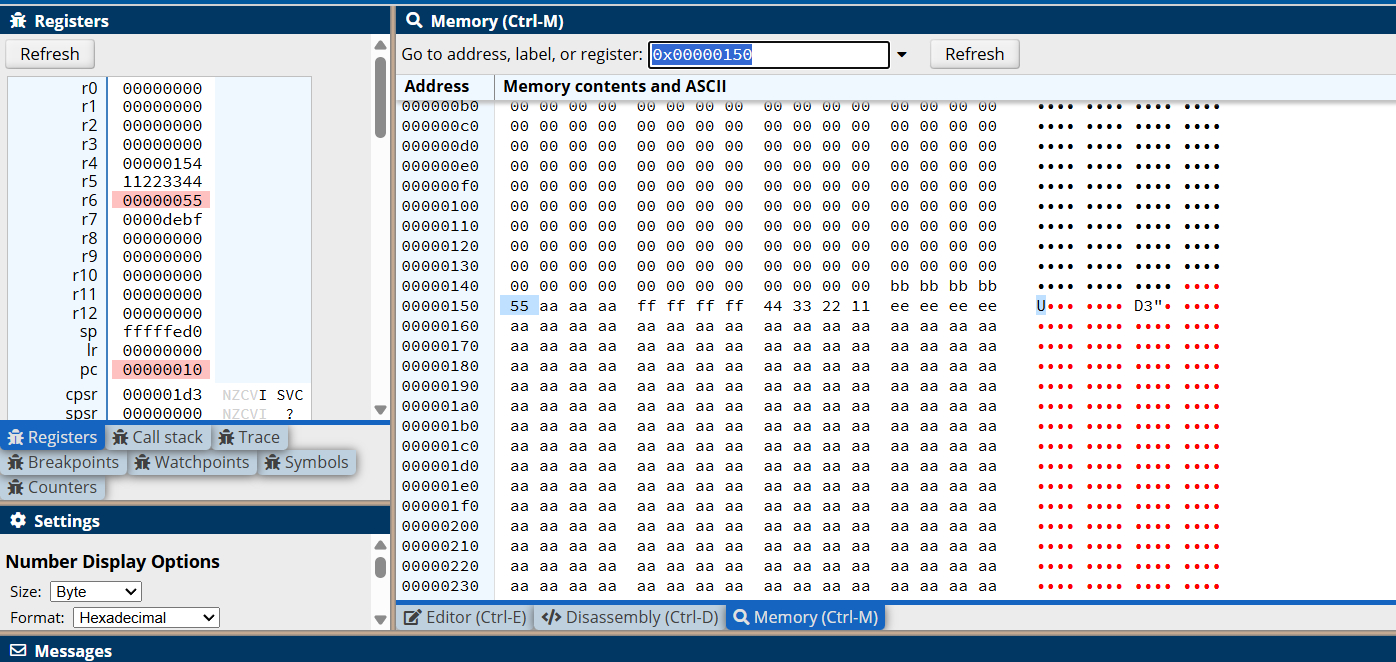 Registers
Refresh
r0 00000000
r1 00000000
r2 00000000
r3 00000000
r4 00000154
r5 11223344
r6 00000055
r7 0000debf
r8 00000000
r9 00000000
r10 00000000
r11 00000000
r12 00000000
sp fffffed0
lr 00000000
pc 00000010
cpsr 000001d3 NZCVI SVC
spsr 00000000 NZCVI ?
Registers Call stack Trace
Breakpoints Watchpoints Symbols
Counters
Settings
Number Display Options
Size: Byte
Format: Hexadecimal
Memory (Ctrl-M)
Go to address, label, or register: 0x00000150 Refresh
Address Memory contents and ASCII
000000b0 00 00 00 00 00 00 00 00 00 00 00 00 00 00 00 00 •••• •••• •••• ••••
000000c0 00 00 00 00 00 00 00 00 00 00 00 00 00 00 00 00 •••• •••• •••• ••••
000000d0 00 00 00 00 00 00 00 00 00 00 00 00 00 00 00 00 •••• •••• •••• ••••
000000e0 00 00 00 00 00 00 00 00 00 00 00 00 00 00 00 00 •••• •••• •••• ••••
000000f0 00 00 00 00 00 00 00 00 00 00 00 00 00 00 00 00 •••• •••• •••• ••••
00000100 00 00 00 00 00 00 00 00 00 00 00 00 00 00 00 00 •••• •••• •••• ••••
00000110 00 00 00 00 00 00 00 00 00 00 00 00 00 00 00 00 •••• •••• •••• ••••
00000120 00 00 00 00 00 00 00 00 00 00 00 00 00 00 00 00 •••• •••• •••• ••••
00000130 00 00 00 00 00 00 00 00 00 00 00 00 00 00 00 00 •••• •••• •••• ••••
00000140 00 00 00 00 00 00 00 00 00 00 00 00 bb bb bb bb •••• •••• •••• ••••
00000150 55 aa aa aa ff ff ff ff 44 33 22 11 ee ee ee ee U••• •••• D3"• ••••
00000160 aa aa aa aa aa aa aa aa aa aa aa aa aa aa aa aa •••• •••• •••• ••••
00000170 aa aa aa aa aa aa aa aa aa aa aa aa aa aa aa aa •••• •••• •••• ••••
00000180 aa aa aa aa aa aa aa aa aa aa aa aa aa aa aa aa •••• •••• •••• ••••
00000190 aa aa aa aa aa aa aa aa aa aa aa aa aa aa aa aa •••• •••• •••• ••••
000001a0 aa aa aa aa aa aa aa aa aa aa aa aa aa aa aa aa •••• •••• •••• ••••
000001b0 aa aa aa aa aa aa aa aa aa aa aa aa aa aa aa aa •••• •••• •••• ••••
000001c0 aa aa aa aa aa aa aa aa aa aa aa aa aa aa aa aa •••• •••• •••• ••••
000001d0 aa aa aa aa aa aa aa aa aa aa aa aa aa aa aa aa •••• •••• •••• ••••
000001e0 aa aa aa aa aa aa aa aa aa aa aa aa aa aa aa aa •••• •••• •••• ••••
000001f0 aa aa aa aa aa aa aa aa aa aa aa aa aa aa aa aa •••• •••• •••• ••••
00000200 aa aa aa aa aa aa aa aa aa aa aa aa aa aa aa aa •••• •••• •••• ••••
00000210 aa aa aa aa aa aa aa aa aa aa aa aa aa aa aa aa •••• •••• •••• ••••
00000220 aa aa aa aa aa aa aa aa aa aa aa aa aa aa aa aa •••• •••• •••• ••••
00000230 aa aa aa aa aa aa aa aa aa aa aa aa aa aa aa aa •••• •••• •••• ••••
Editor (Ctrl-E) Disassembly (Ctrl-D) Memory (Ctrl-M)
Messages